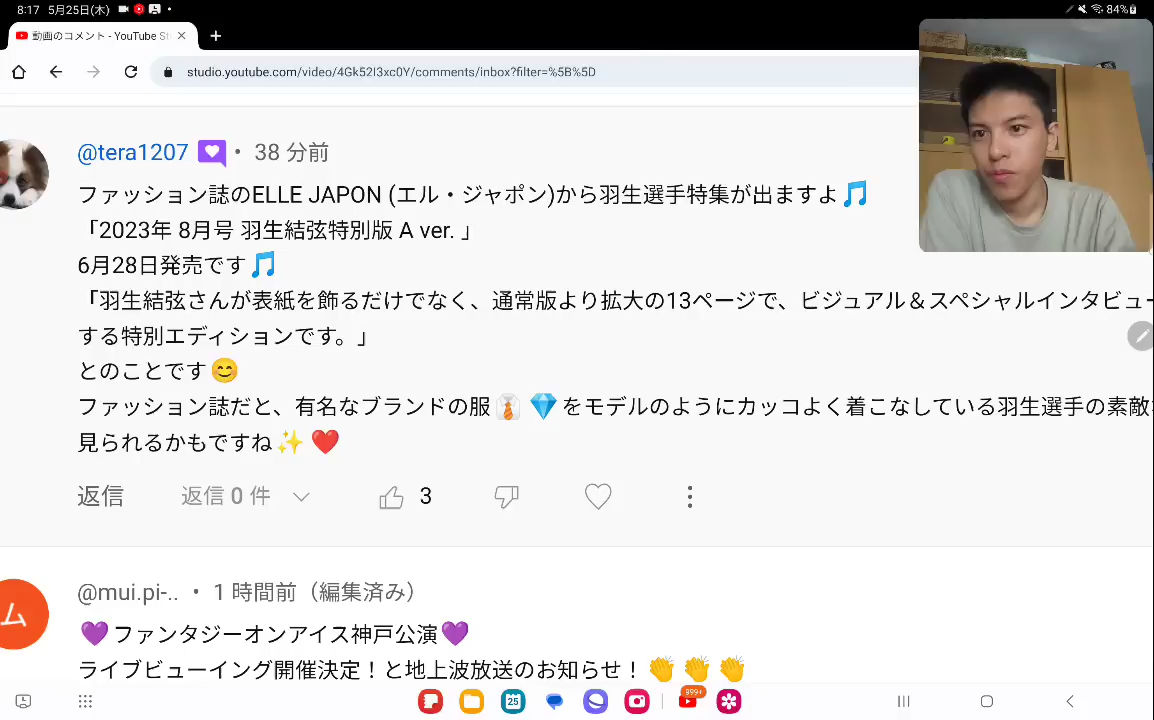 8:17 5月25日(木)
84%
動画のコメント - YouTube St
studio.youtube.com/video/4Gk52I3xc0Y/comments/inbox?filter=%5B%5D
@tera1207 • 38 分前
ファッション誌のELLE JAPON (エル・ジャポン)から羽生選手特集が出ますよ🎵
「2023年 8月号 羽生結弦特別版 A ver. 」
6月28日発売です🎵
「羽生結弦さんが表紙を飾るだけでなく、通常版より拡大の13ページで、ビジュアル＆スペシャルインタビュー
する特別エディションです。」
とのことです😊
ファッション誌だと、有名なブランドの服👔💎をモデルのようにカッコよく着こなしている羽生選手の素敵
見られるかもですね✨❤️
返信 返信 0 件 3
ム
@mui.pi-.. • 1 時間前（編集済み）
💜ファンタジーオンアイス神戸公演💜
ライブビューイング開催決定！と地上波放送のお知らせ！👏👏👏
25
999+